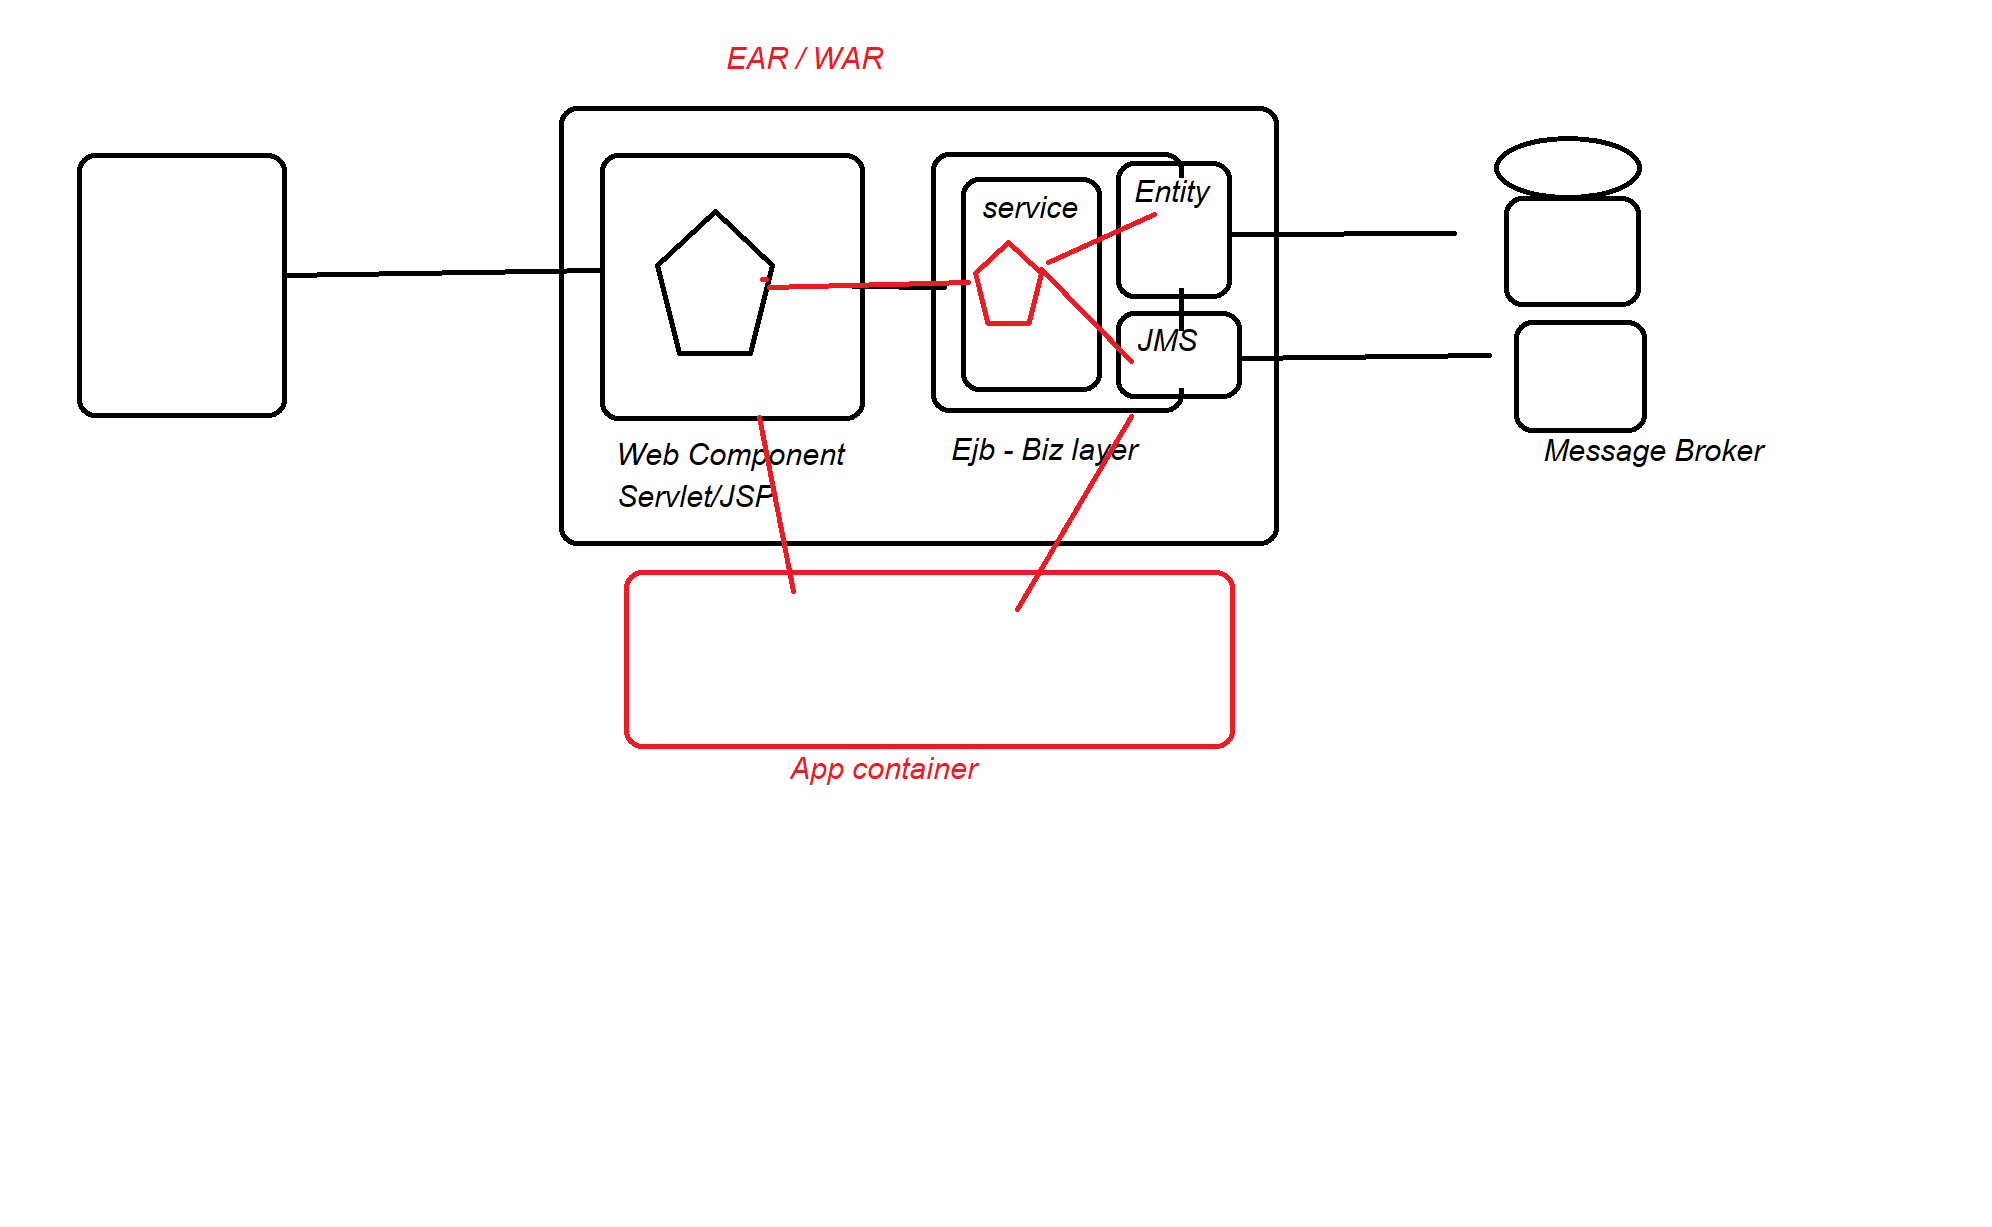 EAR / WAR
service
Entity
JMS
Web Component
Servlet/JSP
Ejb - Biz layer
Message Broker
App container